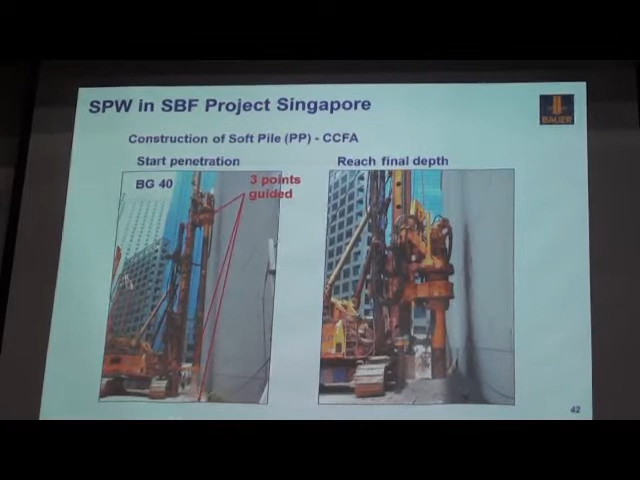 SPW in SBF Project Singapore
BAUER
Construction of Soft Pile (PP) - CCFA
Start penetration
Reach final depth
BG 40
3 points
guided
42